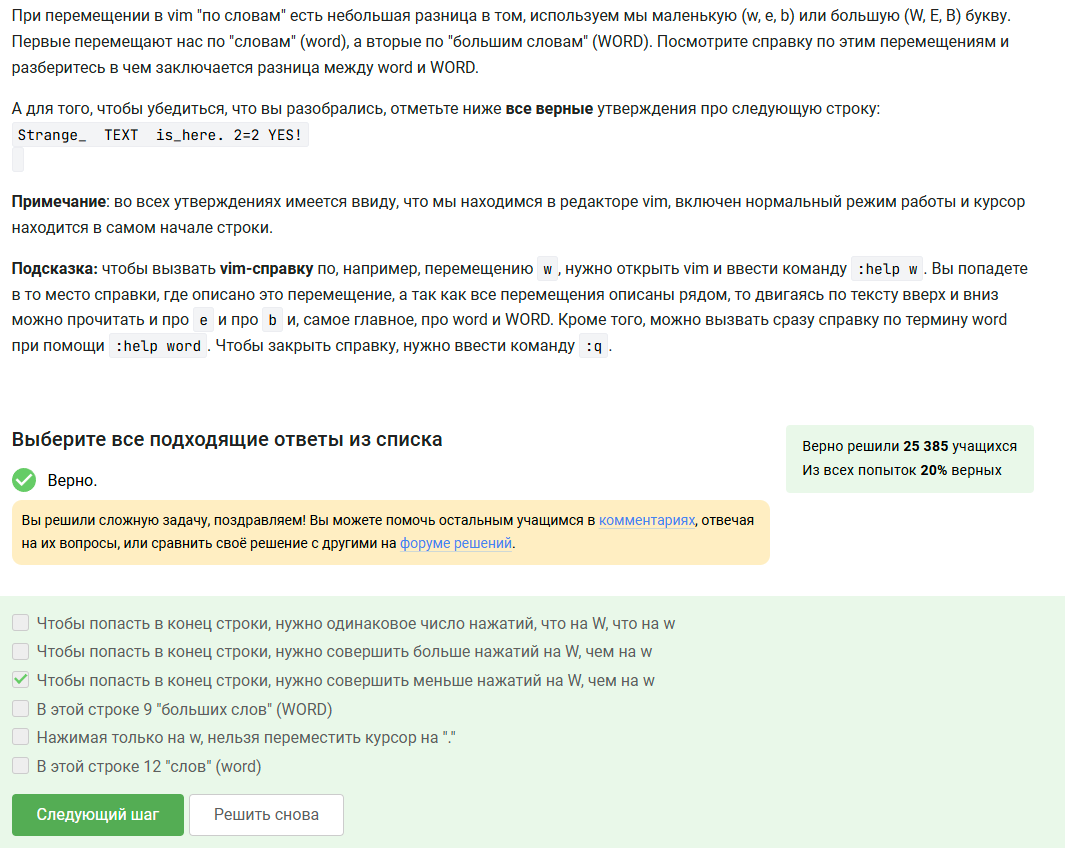 При перемещении в vim "по словам" есть небольшая разница в том, используем мы маленькую (w, e, b) или большую (W, E, B) букву.
Первые перемещают нас по "словам" (word), а вторые по "большим словам" (WORD). Посмотрите справку по этим перемещениям и
разберитесь в чем заключается разница между word и WORD.
А для того, чтобы убедиться, что вы разобрались, отметьте ниже все верные утверждения про следующую строку:
Strange_  TEXT  is_here. 2=2 YES!
Примечание: во всех утверждениях имеется ввиду, что мы находимся в редакторе vim, включен нормальный режим работы и курсор
находится в самом начале строки.
Подсказка: чтобы вызвать vim-справку по, например, перемещению w, нужно открыть vim и ввести команду :help w. Вы попадете
в то место справки, где описано это перемещение, а так как все перемещения описаны рядом, то двигаясь по тексту вверх и вниз
можно прочитать и про e и про b и, самое главное, про word и WORD. Кроме того, можно вызвать сразу справку по термину word
при помощи :help word. Чтобы закрыть справку, нужно ввести команду :q.
Выберите все подходящие ответы из списка
Верно решили 25 385 учащихся
Из всех попыток 20% верных
Верно.
Вы решили сложную задачу, поздравляем! Вы можете помочь остальным учащимся в комментариях, отвечая
на их вопросы, или сравнить своё решение с другими на форуме решений.
Чтобы попасть в конец строки, нужно одинаковое число нажатий, что на W, что на w
Чтобы попасть в конец строки, нужно совершить больше нажатий на W, чем на w
Чтобы попасть в конец строки, нужно совершить меньше нажатий на W, чем на w
В этой строке 9 "больших слов" (WORD)
Нажимая только на w, нельзя переместить курсор на "."
В этой строке 12 "слов" (word)
Следующий шаг
Решить снова